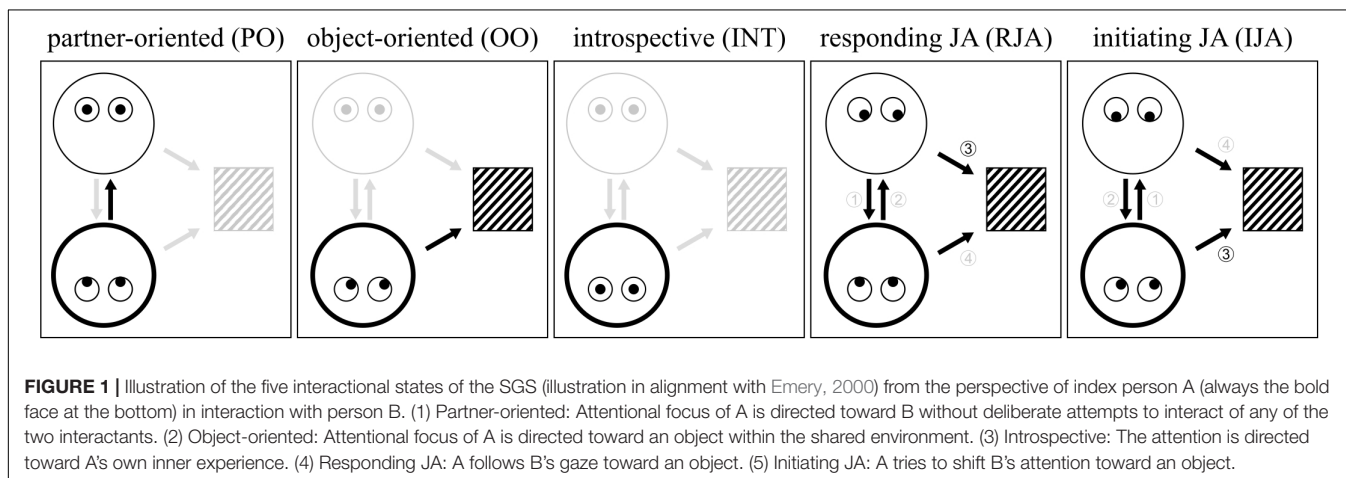 partner-oriented (PO) object-oriented (OO) introspective (INT) responding JA (RJA) initiating JA (IJA)
③ ④
① ② ② ①
④ ③
FIGURE 1 | Illustration of the five interactional states of the SGS (illustration in alignment with Emery, 2000) from the perspective of index person A (always the bold
face at the bottom) in interaction with person B. (1) Partner-oriented: Attentional focus of A is directed toward B without deliberate attempts to interact of any of the
two interactants. (2) Object-oriented: Attentional focus of A is directed toward an object within the shared environment. (3) Introspective: The attention is directed
toward A's own inner experience. (4) Responding JA: A follows B's gaze toward an object. (5) Initiating JA: A tries to shift B's attention toward an object.